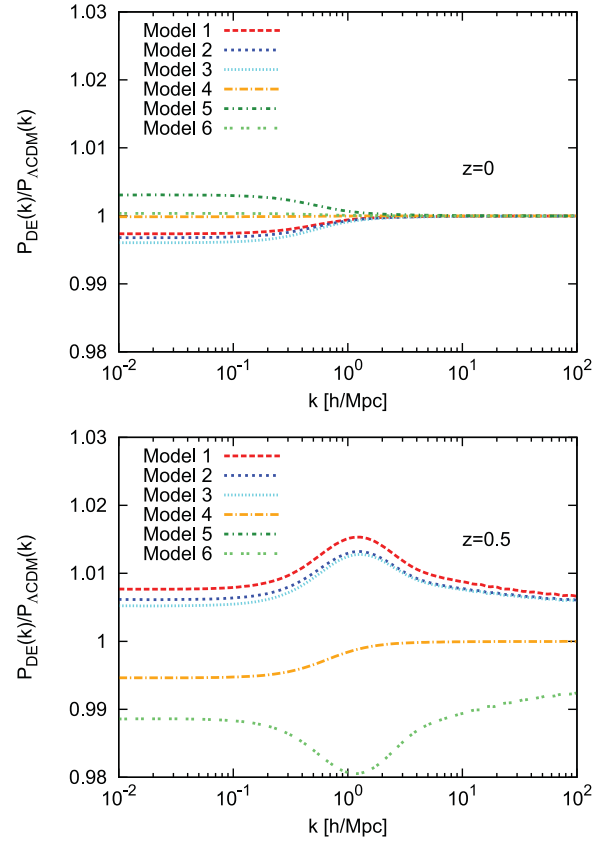 1.03
1.02
1.01
1
0.99
0.98
P_DE(k)/P_ΛCDM(k)
Model 1
Model 2
Model 3
Model 4
Model 5
Model 6
z=0
10^-2 10^-1 10^0 10^1 10^2
k [h/Mpc]
1.03
1.02
1.01
1
0.99
0.98
P_DE(k)/P_ΛCDM(k)
Model 1
Model 2
Model 3
Model 4
Model 5
Model 6
z=0.5
10^-2 10^-1 10^0 10^1 10^2
k [h/Mpc]